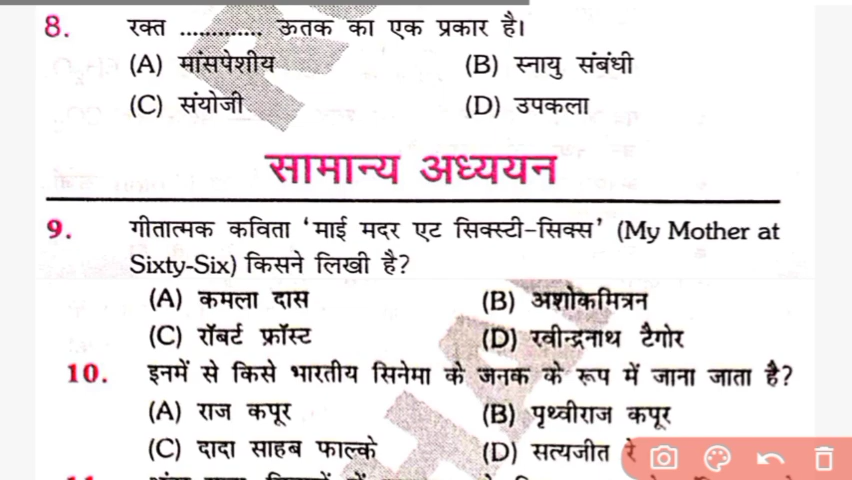 8. रक्त ............. ऊतक का एक प्रकार है।
(A) मांसपेशीय (B) स्नायु संबंधी
(C) संयोजी (D) उपकला
सामान्य अध्ययन
9. गीतात्मक कविता ‘माई मदर एट सिक्स्टी-सिक्स’ (My Mother at
Sixty-Six) किसने लिखी है?
(A) कमला दास (B) अशोकमित्रन
(C) रॉबर्ट फ्रॉस्ट (D) रवीन्द्रनाथ टैगोर
10. इनमें से किसे भारतीय सिनेमा के जनक के रूप में जाना जाता है?
(A) राज कपूर (B) पृथ्वीराज कपूर
(C) दादा साहब फाल्के (D) सत्यजीत रे